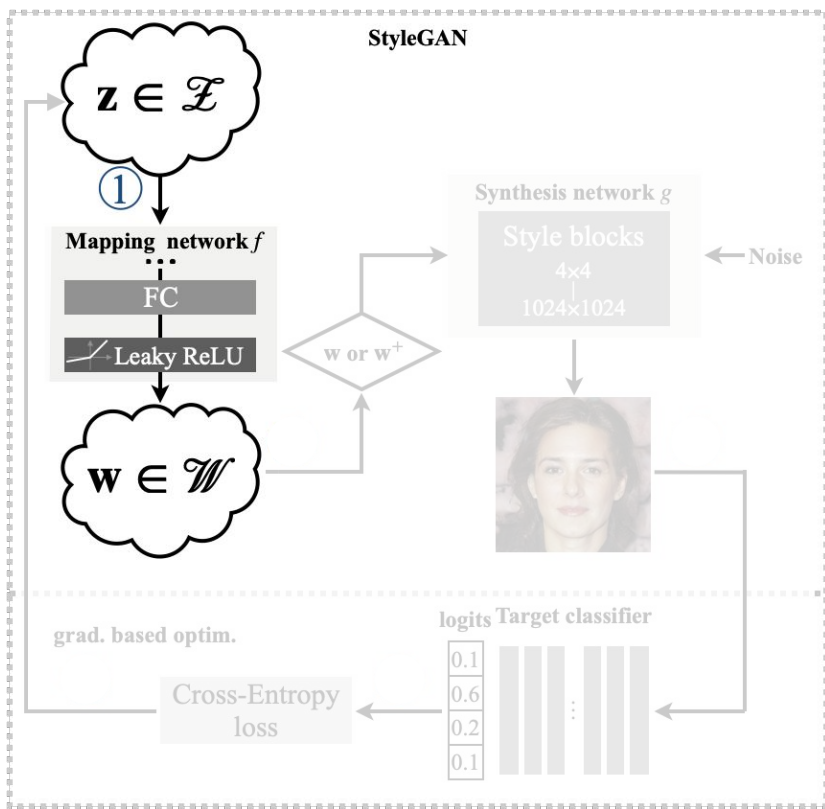 StyleGAN
z ∈ 𝒵
①
Mapping network f
...
FC
Leaky ReLU
w ∈ 𝒲
w or w⁺
Synthesis network g
Style blocks
4×4
1024×1024
Noise
grad. based optim.
Cross-Entropy
loss
logits
0.1
0.6
0.2
0.1
Target classifier
...